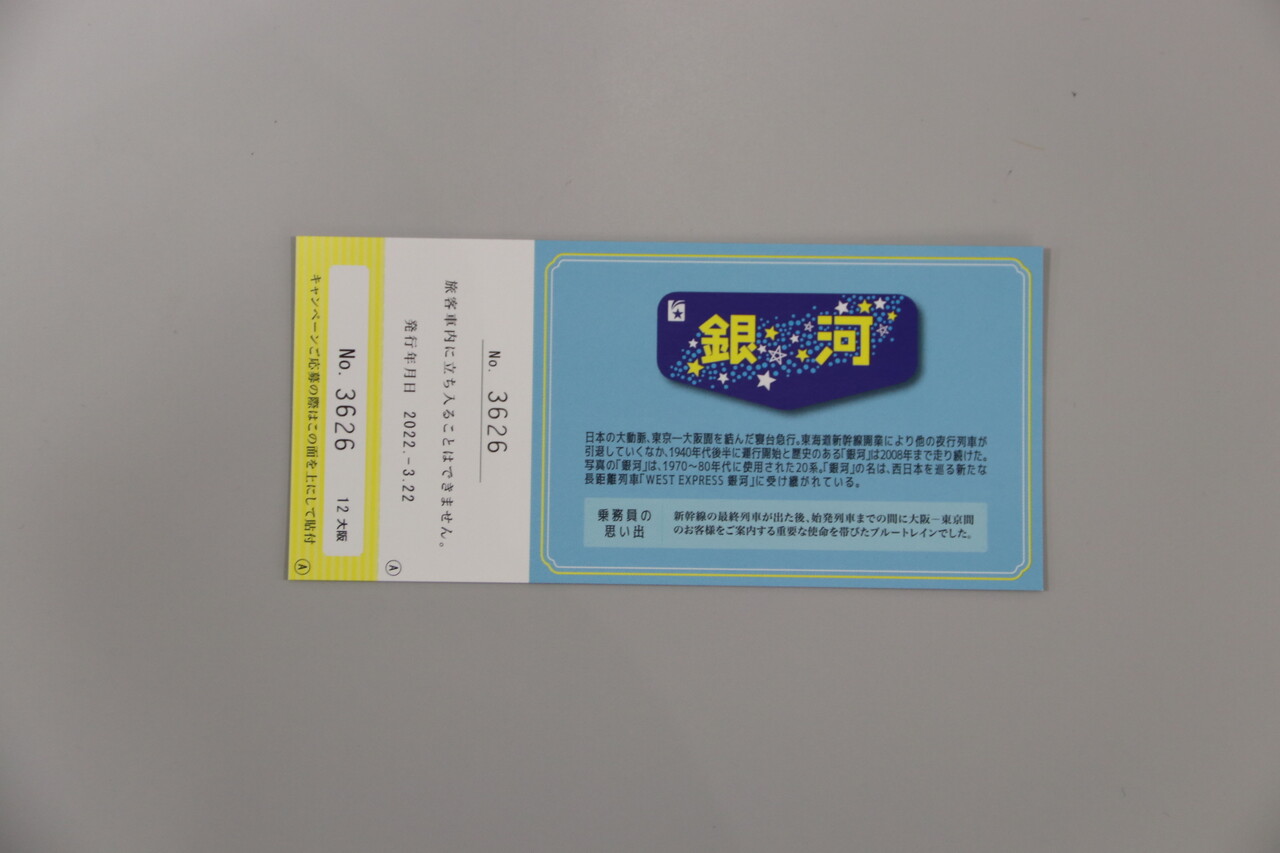 銀河
日本の大動脈、東京ー大阪間を結んだ寝台急行。東海道新幹線開業により他の夜行列車が
引退していくなか、1940年代後半に運行開始と歴史のある「銀河」は2008年まで走り続けた。
写真の「銀河」は、1970〜80年代に使用された20系。「銀河」の名は、西日本を巡る新たな
長距離列車「WEST EXPRESS 銀河」に受け継がれている。
乗務員の
思い出
新幹線の最終列車が出た後、始発列車までの間に大阪ー東京間
のお客様をご案内する重要な使命を帯びたブルートレインでした。
No. 3626
旅客車内に立ち入ることはできません。
発行年月日 2022.-3.22
Ⓐ
No. 3626 12 大阪
キャンペーンご応募の際はこの面を上にして貼付
Ⓐ